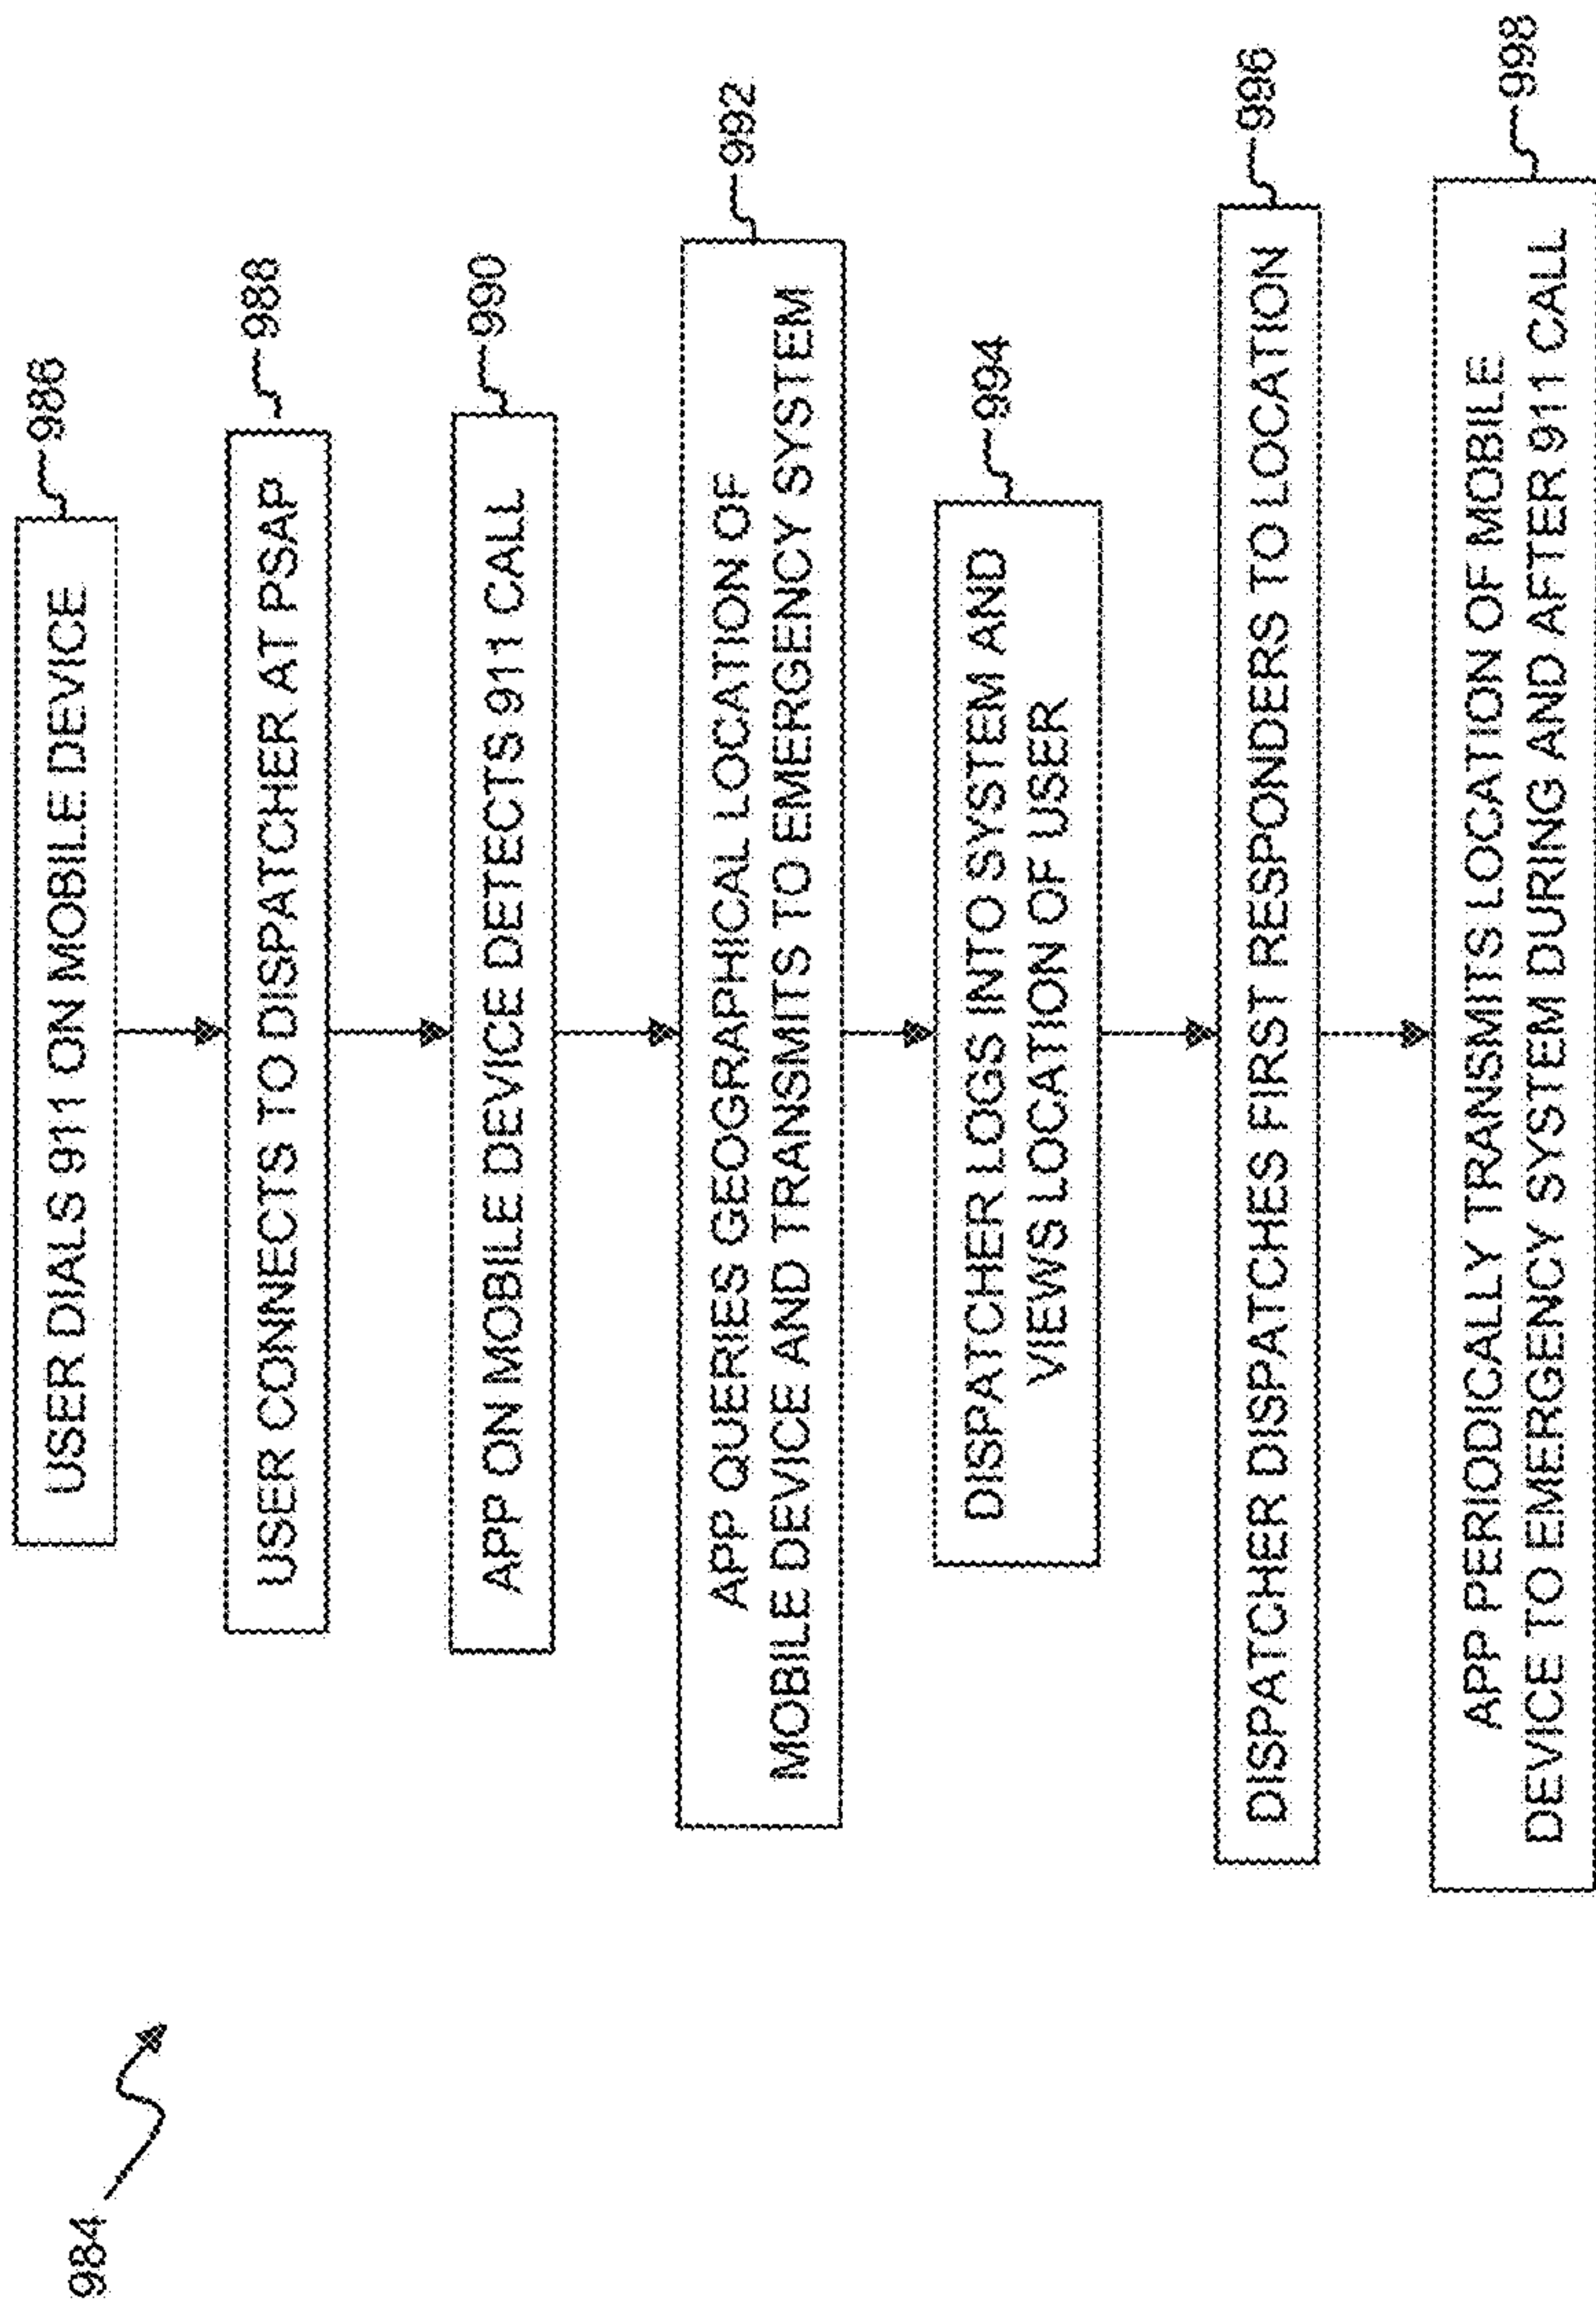 984
USER DIALS 911 ON MOBILE DEVICE
986
USER CONNECTS TO DISPATCHER AT PSAP
988
APP ON MOBILE DEVICE DETECTS 911 CALL
990
APP QUERIES GEOGRAPHICAL LOCATION OF
MOBILE DEVICE AND TRANSMITS TO EMERGENCY SYSTEM
992
DISPATCHER LOGS INTO SYSTEM AND
VIEWS LOCATION OF USER
994
DISPATCHER DISPATCHES FIRST RESPONDERS TO LOCATION
996
APP PERIODICALLY TRANSMITS LOCATION OF MOBILE
DEVICE TO EMERGENCY SYSTEM DURING AND AFTER 911 CALL
998